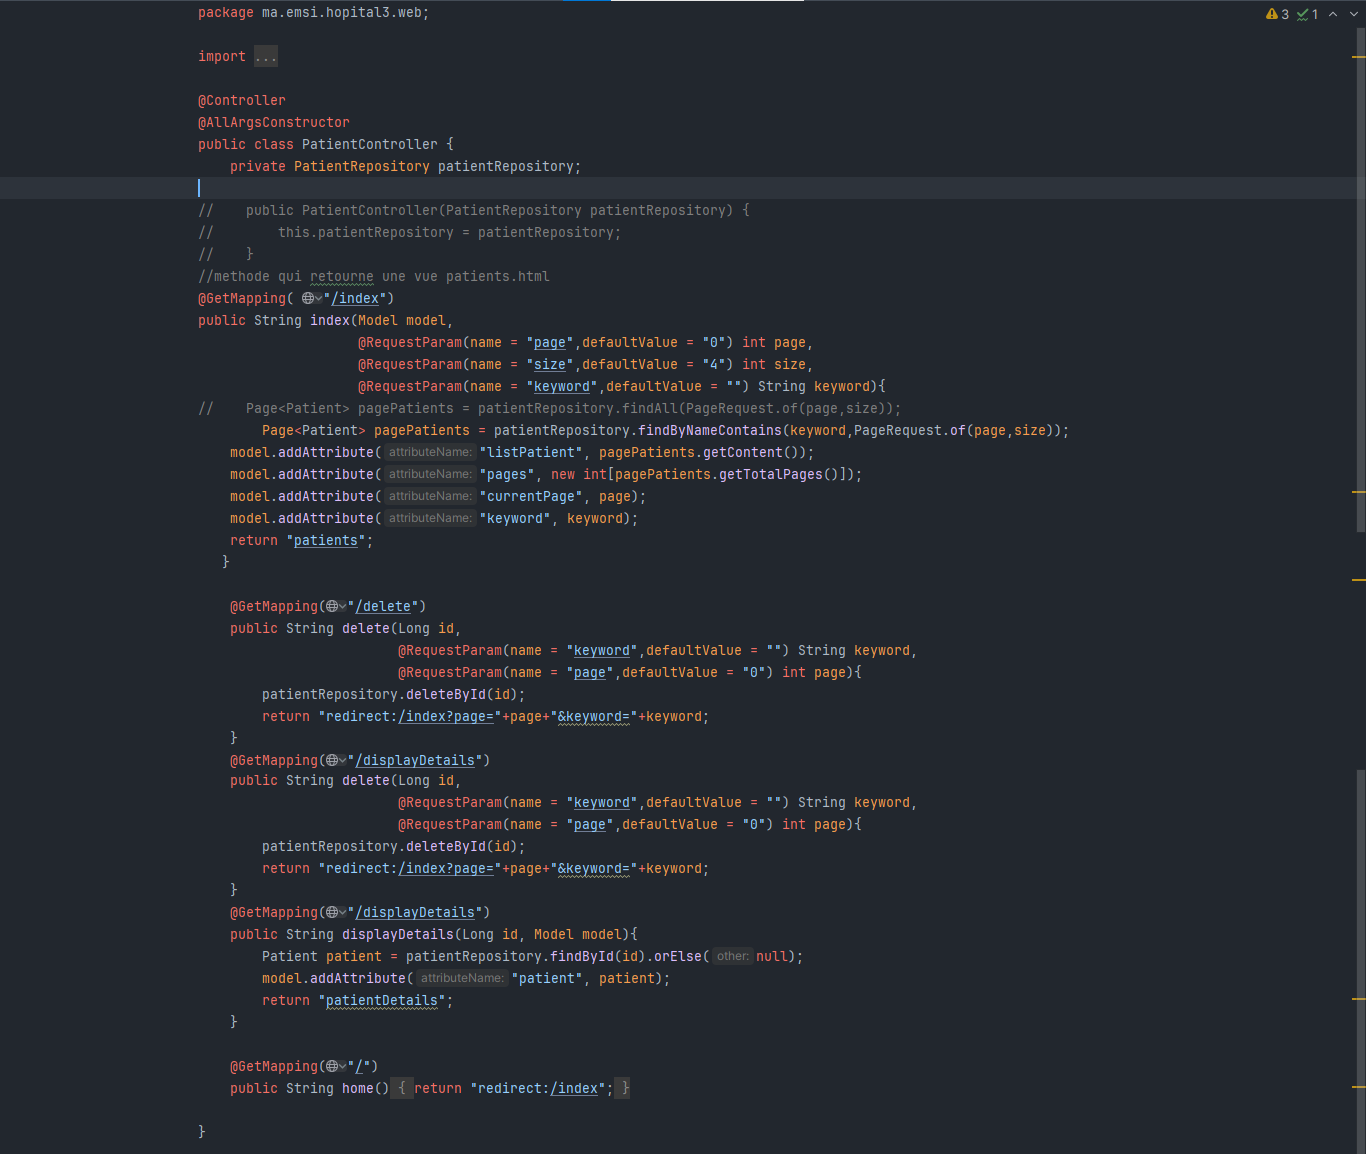 package ma.emsi.hopital3.web;
3 1
import ...
@Controller
@AllArgsConstructor
public class PatientController {
    private PatientRepository patientRepository;
//    public PatientController(PatientRepository patientRepository) {
//        this.patientRepository = patientRepository;
//    }
//methode qui retourne une vue patients.html
@GetMapping("/index")
public String index(Model model,
                    @RequestParam(name = "page",defaultValue = "0") int page,
                    @RequestParam(name = "size",defaultValue = "4") int size,
                    @RequestParam(name = "keyword",defaultValue = "") String keyword){
//    Page<Patient> pagePatients = patientRepository.findAll(PageRequest.of(page,size));
        Page<Patient> pagePatients = patientRepository.findByNameContains(keyword,PageRequest.of(page,size));
    model.addAttribute( attributeName: "listPatient", pagePatients.getContent());
    model.addAttribute( attributeName: "pages", new int[pagePatients.getTotalPages()]);
    model.addAttribute( attributeName: "currentPage", page);
    model.addAttribute( attributeName: "keyword", keyword);
    return "patients";
   }
    @GetMapping("/delete")
    public String delete(Long id,
                         @RequestParam(name = "keyword",defaultValue = "") String keyword,
                         @RequestParam(name = "page",defaultValue = "0") int page){
        patientRepository.deleteById(id);
        return "redirect:/index?page="+page+"&keyword="+keyword;
    }
    @GetMapping("/displayDetails")
    public String delete(Long id,
                         @RequestParam(name = "keyword",defaultValue = "") String keyword,
                         @RequestParam(name = "page",defaultValue = "0") int page){
        patientRepository.deleteById(id);
        return "redirect:/index?page="+page+"&keyword="+keyword;
    }
    @GetMapping("/displayDetails")
    public String displayDetails(Long id, Model model){
        Patient patient = patientRepository.findById(id).orElse( other: null);
        model.addAttribute( attributeName: "patient", patient);
        return "patientDetails";
    }
    @GetMapping("/")
    public String home() { return "redirect:/index"; }
}